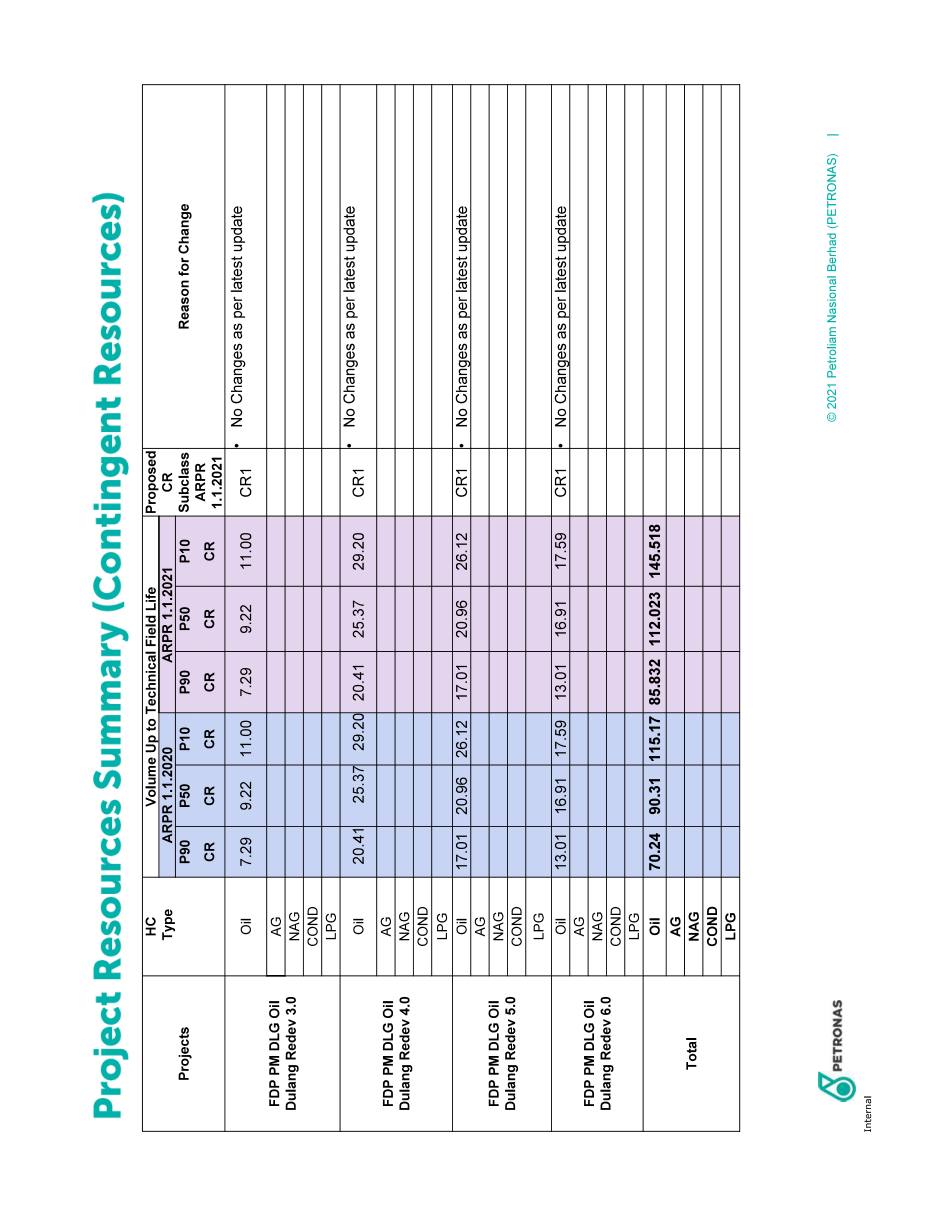 Project Resources Summary (Contingent Resources)
Projects
HC
Type
Volume Up to Technical Field Life
Proposed
CR
Subclass
ARPR
1.1.2021
Reason for Change
ARPR 1.1.2020
ARPR 1.1.2021
P90 P50 P10 P90 P50 P10
CR CR CR CR CR CR
FDP PM DLG Oil
Dulang Redev 3.0
Oil 7.29 9.22 11.00 7.29 9.22 11.00 CR1 • No Changes as per latest update
AG
NAG
COND
LPG
FDP PM DLG Oil
Dulang Redev 4.0
Oil 20.41 25.37 29.20 20.41 25.37 29.20 CR1 • No Changes as per latest update
AG
NAG
COND
LPG
FDP PM DLG Oil
Dulang Redev 5.0
Oil 17.01 20.96 26.12 17.01 20.96 26.12 CR1 • No Changes as per latest update
AG
NAG
COND
LPG
FDP PM DLG Oil
Dulang Redev 6.0
Oil 13.01 16.91 17.59 13.01 16.91 17.59 CR1 • No Changes as per latest update
AG
NAG
COND
LPG
Total
Oil 70.24 90.31 115.17 85.832 112.023 145.518
AG
NAG
COND
LPG
PETRONAS
© 2021 Petroliam Nasional Berhad (PETRONAS) |
Internal